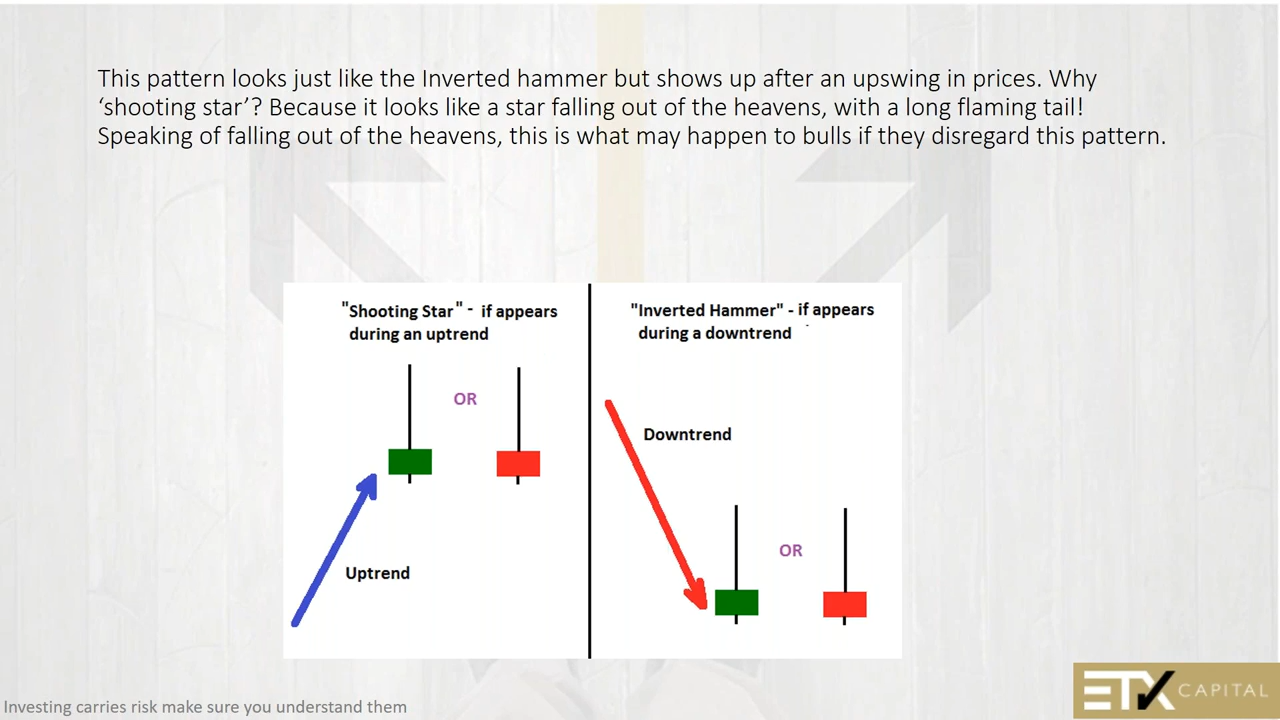 This pattern looks just like the Inverted hammer but shows up after an upswing in prices. Why
‘shooting star’? Because it looks like a star falling out of the heavens, with a long flaming tail!
Speaking of falling out of the heavens, this is what may happen to bulls if they disregard this pattern.
"Shooting Star" - if appears
during an uptrend
OR
Uptrend
"Inverted Hammer" - if appears
during a downtrend
Downtrend
OR
ETX CAPITAL
Investing carries risk make sure you understand them